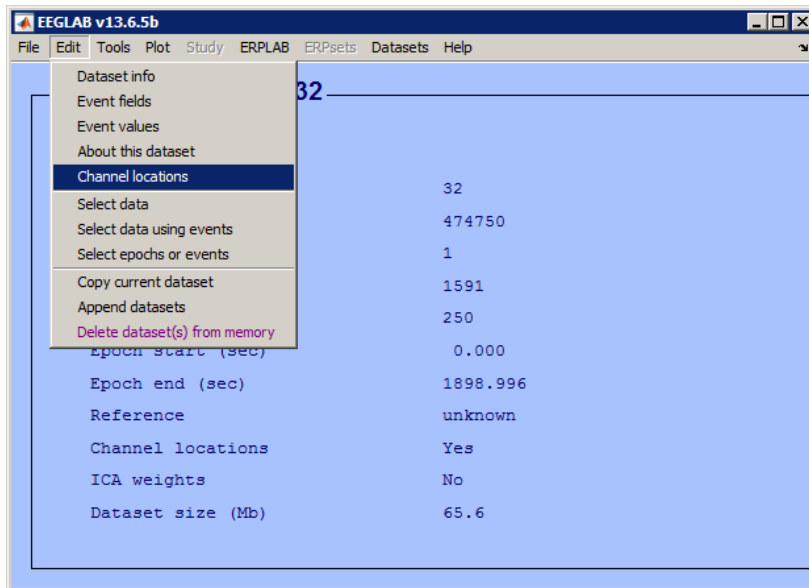 EEGLAB v13.6.5b
File Edit Tools Plot Study ERPLAB ERPsets Datasets Help
Dataset info
32
Event fields
Event values
About this dataset
Channel locations
32
Select data
474750
Select data using events
Select epochs or events
1
Copy current dataset
1591
Append datasets
250
Delete dataset(s) from memory
Epoch start (sec) 0.000
Epoch end (sec) 1898.996
Reference unknown
Channel locations Yes
ICA weights No
Dataset size (Mb) 65.6